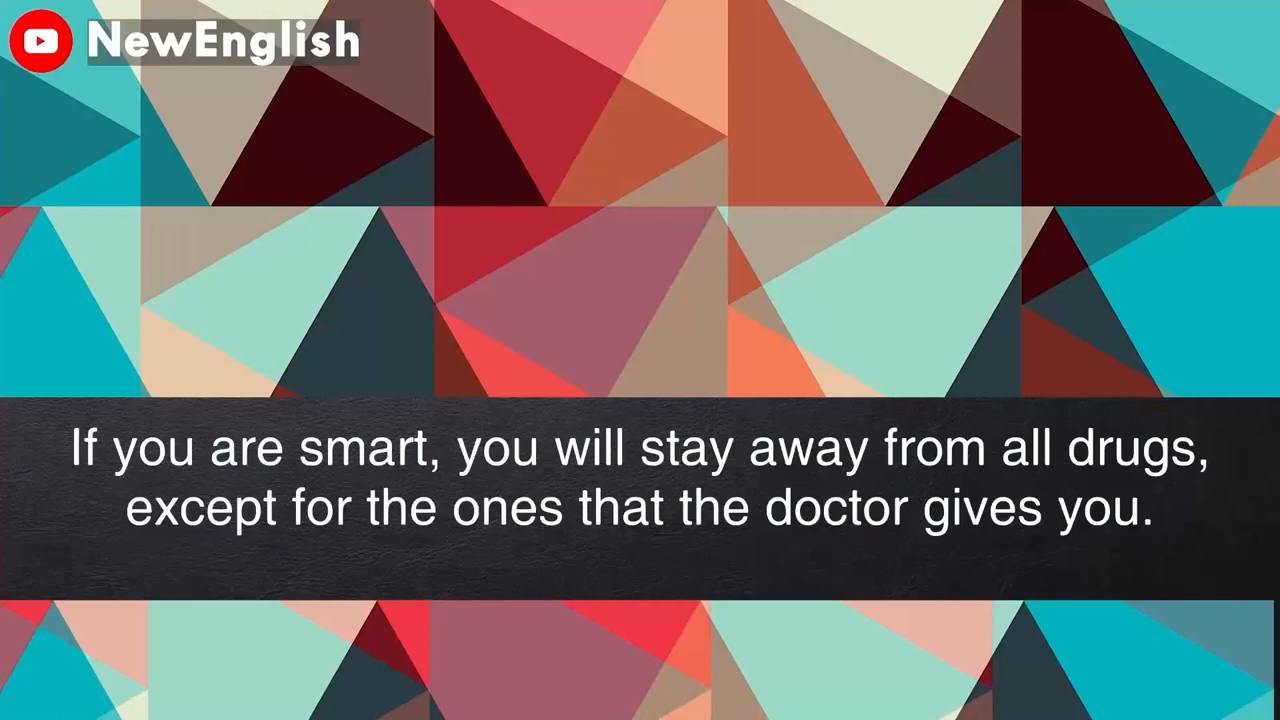 NewEnglish
If you are smart, you will stay away from all drugs,
except for the ones that the doctor gives you.